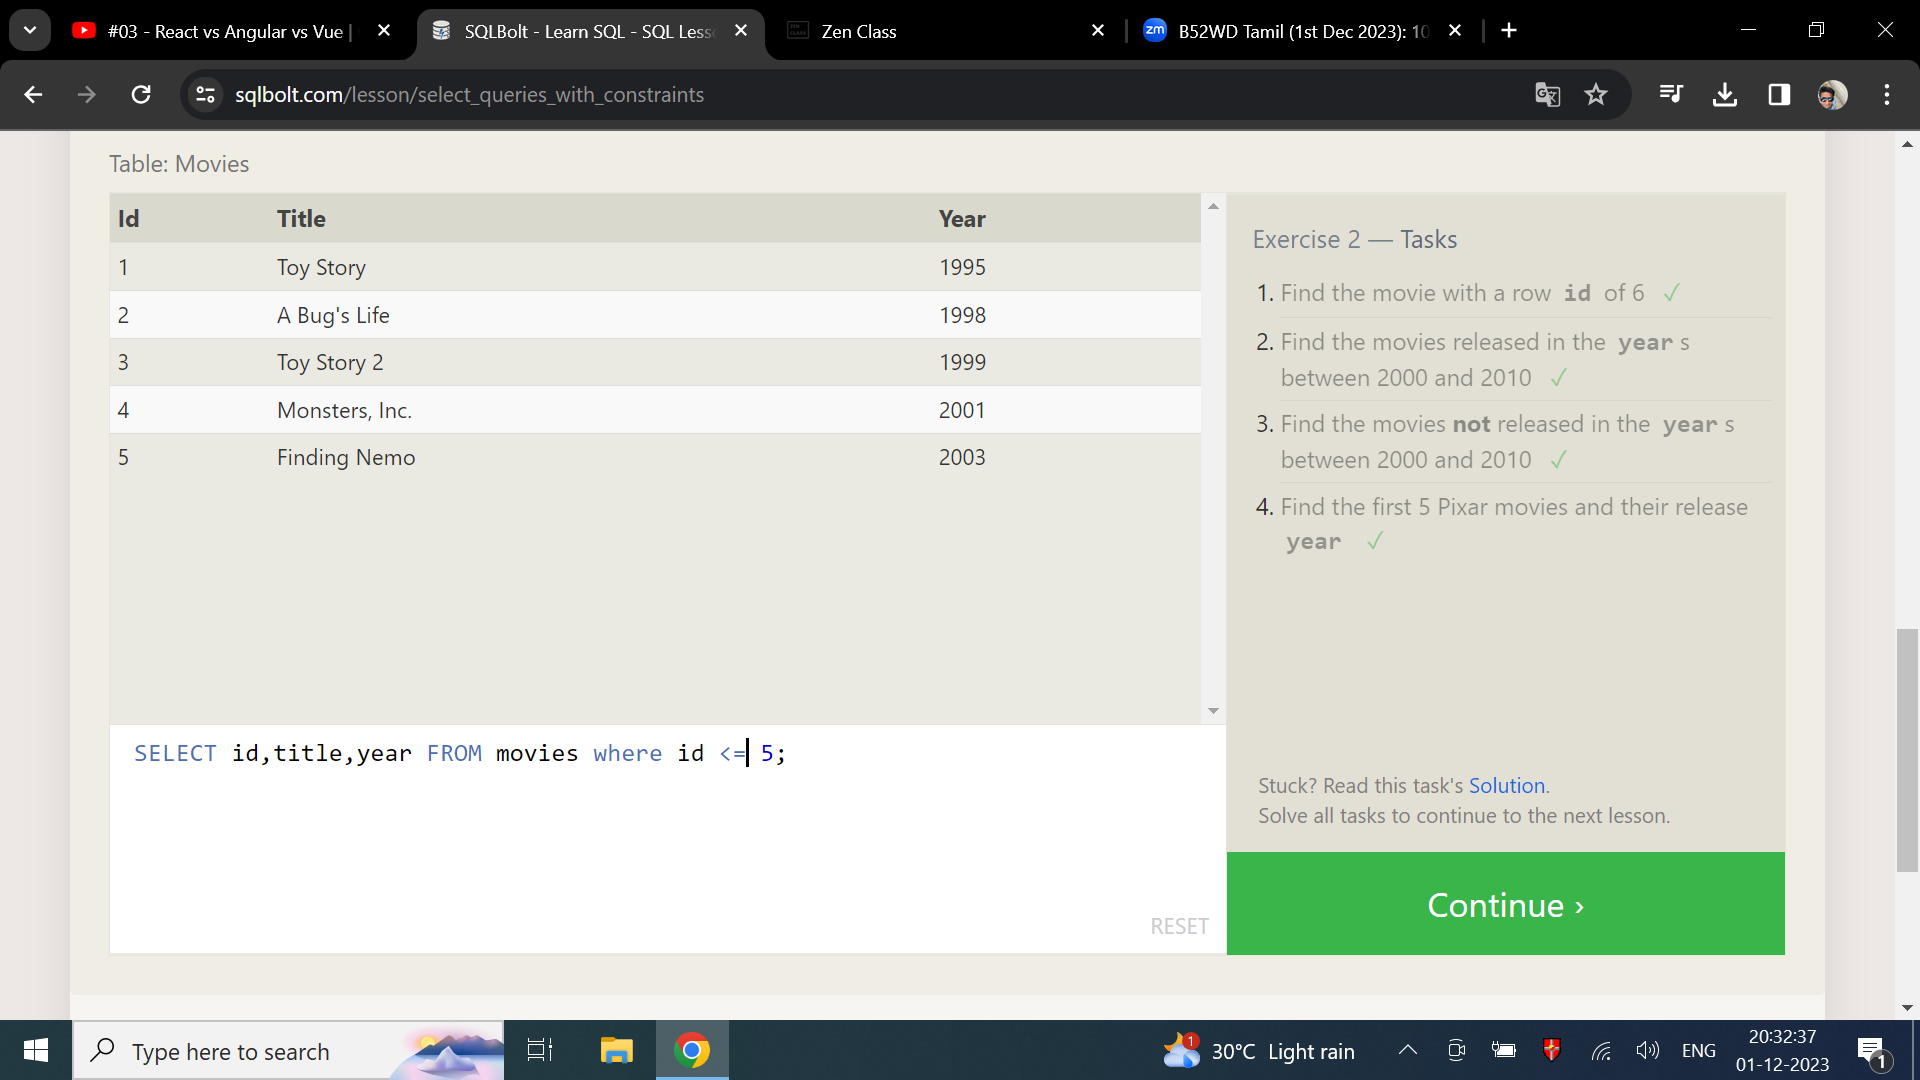 #03 - React vs Angular vs Vue |
SQLBolt - Learn SQL - SQL Less
Zen Class
zm B52WD Tamil (1st Dec 2023): 10
sqlbolt.com/lesson/select_queries_with_constraints
Table: Movies
Id Title Year
1 Toy Story 1995
2 A Bug's Life 1998
3 Toy Story 2 1999
4 Monsters, Inc. 2001
5 Finding Nemo 2003
Exercise 2 — Tasks
1. Find the movie with a row id of 6 ✓
2. Find the movies released in the year s
between 2000 and 2010 ✓
3. Find the movies not released in the year s
between 2000 and 2010 ✓
4. Find the first 5 Pixar movies and their release
year ✓
SELECT id,title,year FROM movies where id <= 5;
RESET
Stuck? Read this task's Solution.
Solve all tasks to continue to the next lesson.
Continue ›
Type here to search
1
30°C Light rain
ENG
20:32:37
01-12-2023
1